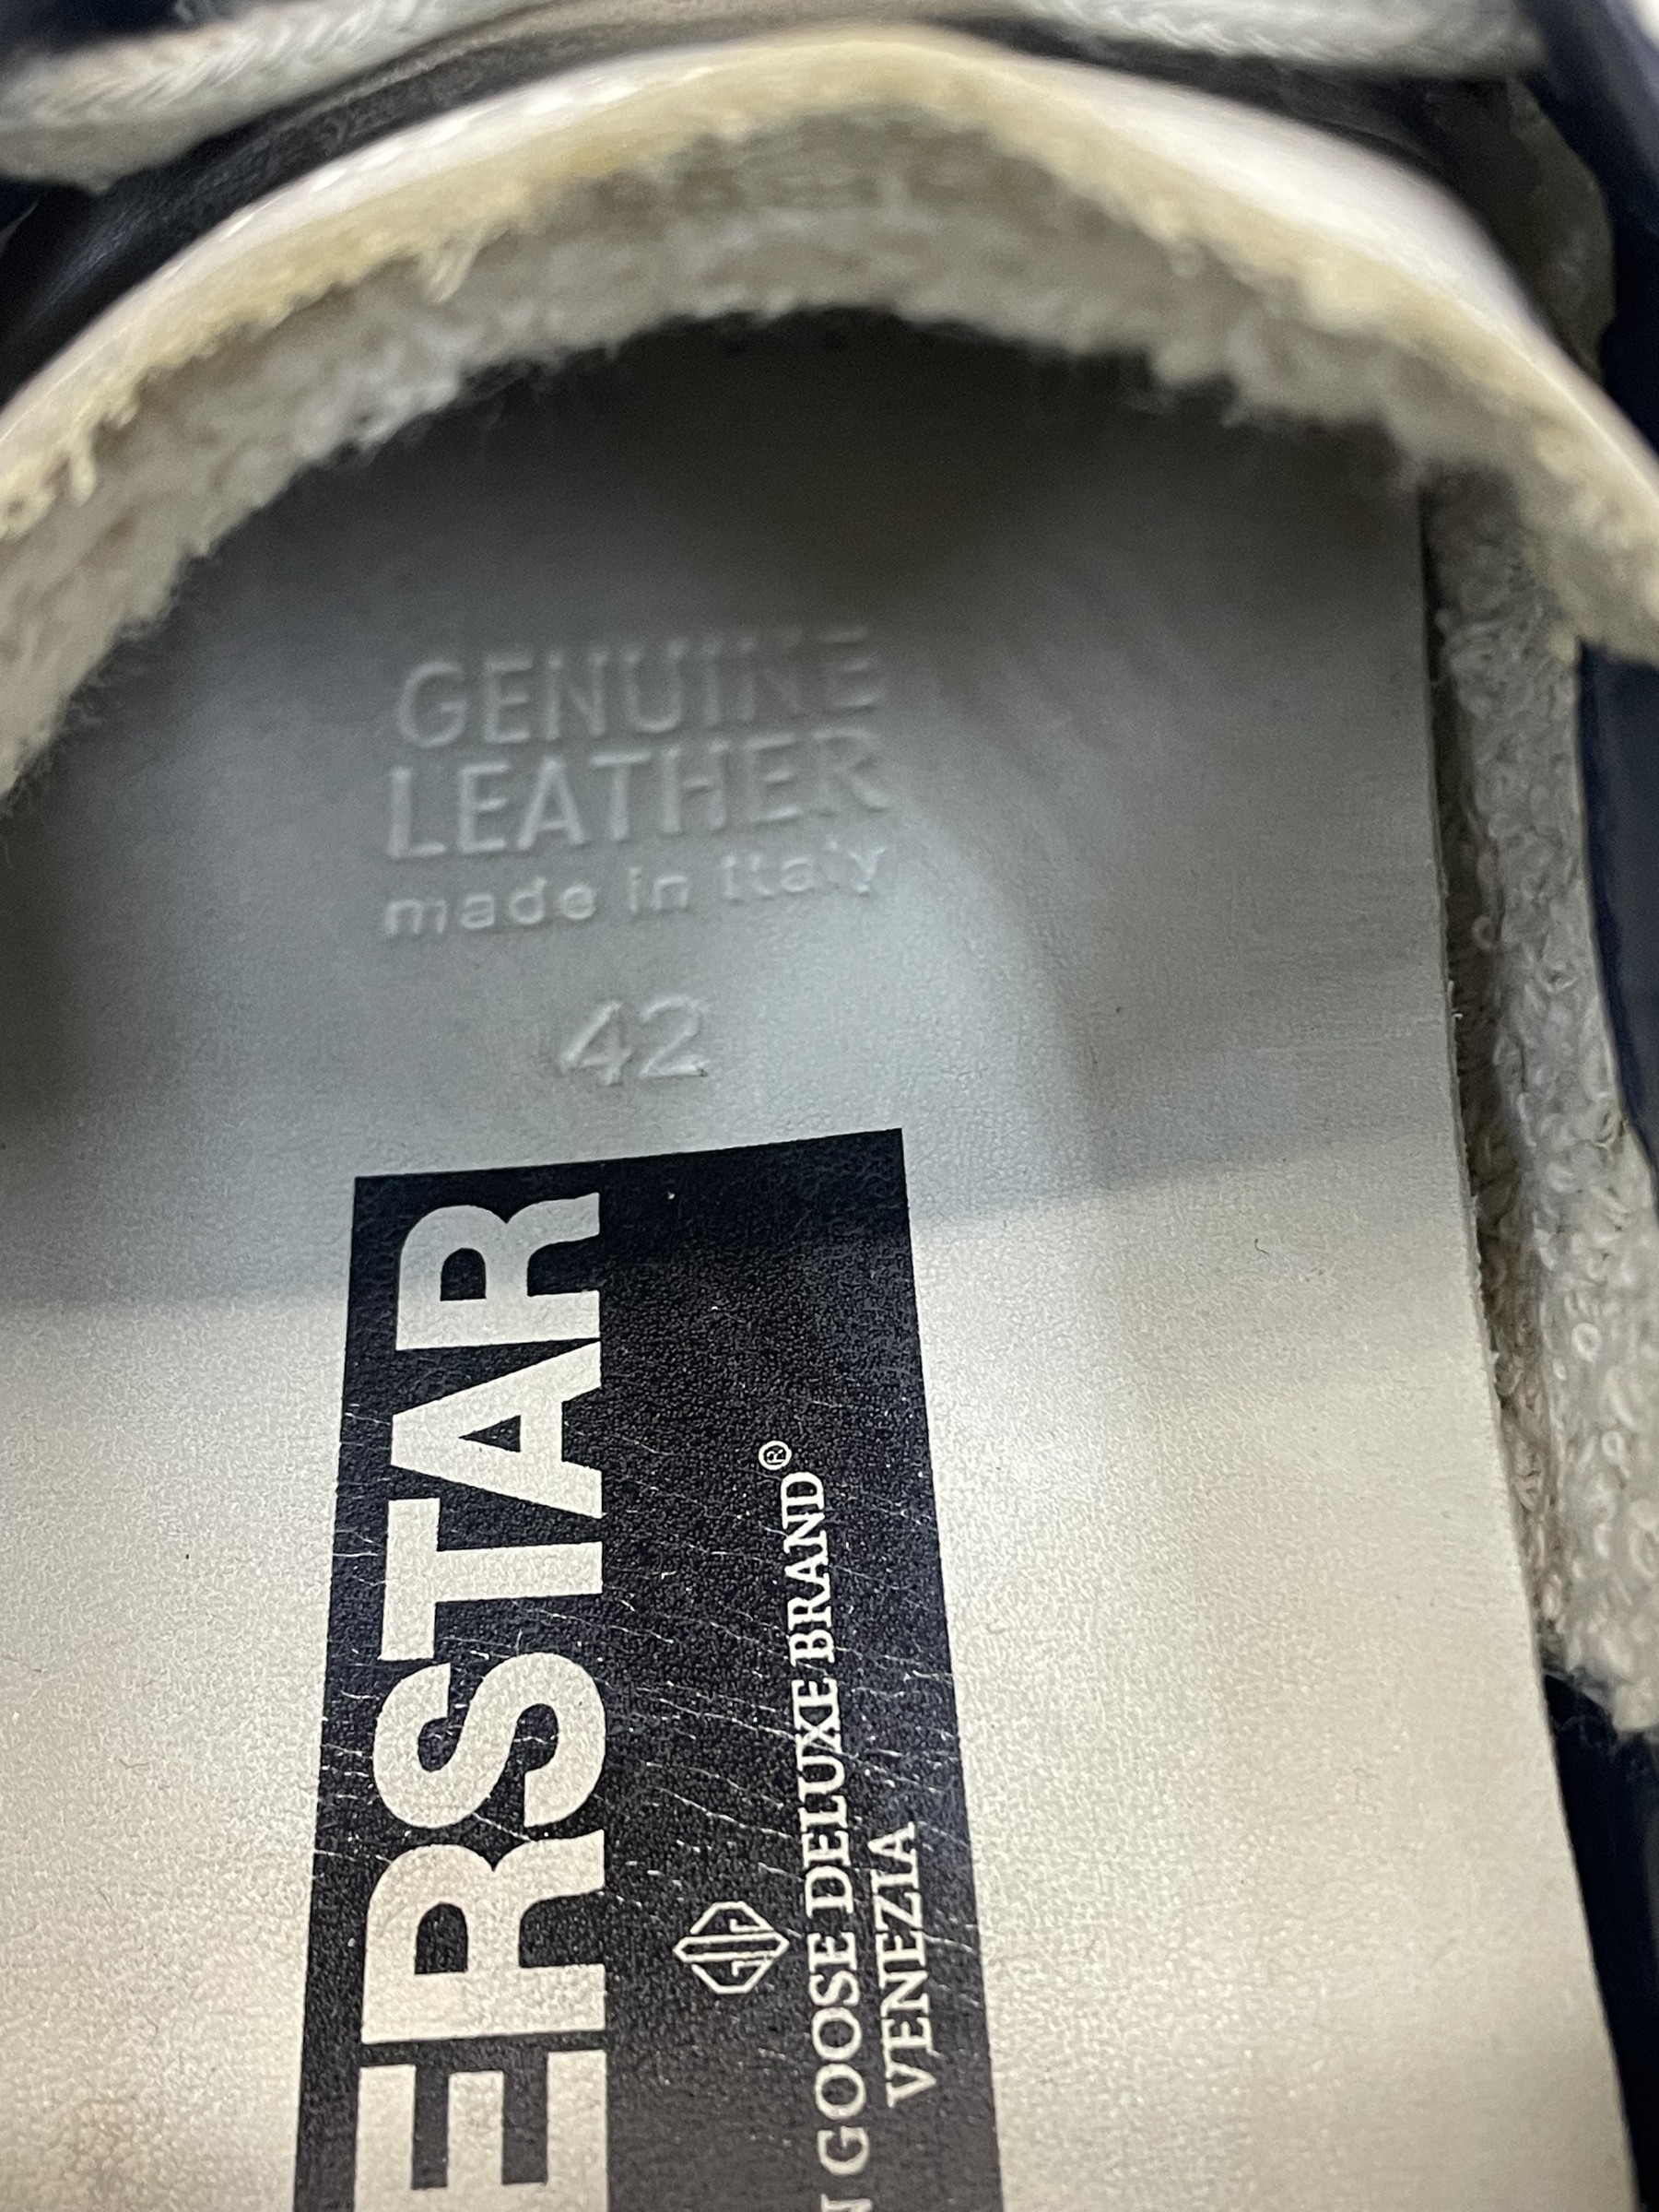 GENUINE
LEATHER
made in Italy
42
ERSTAR
N GOOSE DELUXE BRAND®
VENEZIA